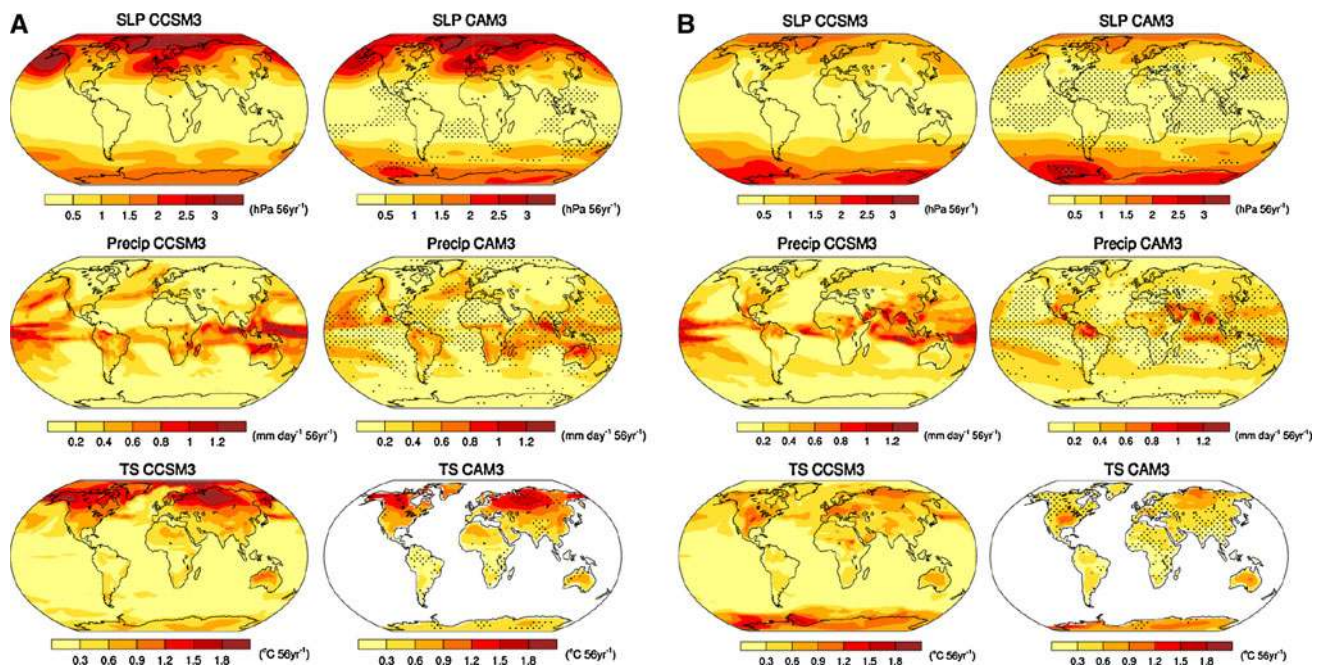 A
B
SLP CCSM3
SLP CAM3
SLP CCSM3
SLP CAM3
0.5 1 1.5 2 2.5 3 (hPa 56yr⁻¹)
0.5 1 1.5 2 2.5 3 (hPa 56yr⁻¹)
0.5 1 1.5 2 2.5 3 (hPa 56yr⁻¹)
0.5 1 1.5 2 2.5 3 (hPa 56yr⁻¹)
Precip CCSM3
Precip CAM3
Precip CCSM3
Precip CAM3
0.2 0.4 0.6 0.8 1 1.2 (mm day⁻¹ 56yr⁻¹)
0.2 0.4 0.6 0.8 1 1.2 (mm day⁻¹ 56yr⁻¹)
0.2 0.4 0.6 0.8 1 1.2 (mm day⁻¹ 56yr⁻¹)
0.2 0.4 0.6 0.8 1 1.2 (mm day⁻¹ 56yr⁻¹)
TS CCSM3
TS CAM3
TS CCSM3
TS CAM3
0.3 0.6 0.9 1.2 1.5 1.8 (°C 56yr⁻¹)
0.3 0.6 0.9 1.2 1.5 1.8 (°C 56yr⁻¹)
0.3 0.6 0.9 1.2 1.5 1.8 (°C 56yr⁻¹)
0.3 0.6 0.9 1.2 1.5 1.8 (°C 56yr⁻¹)